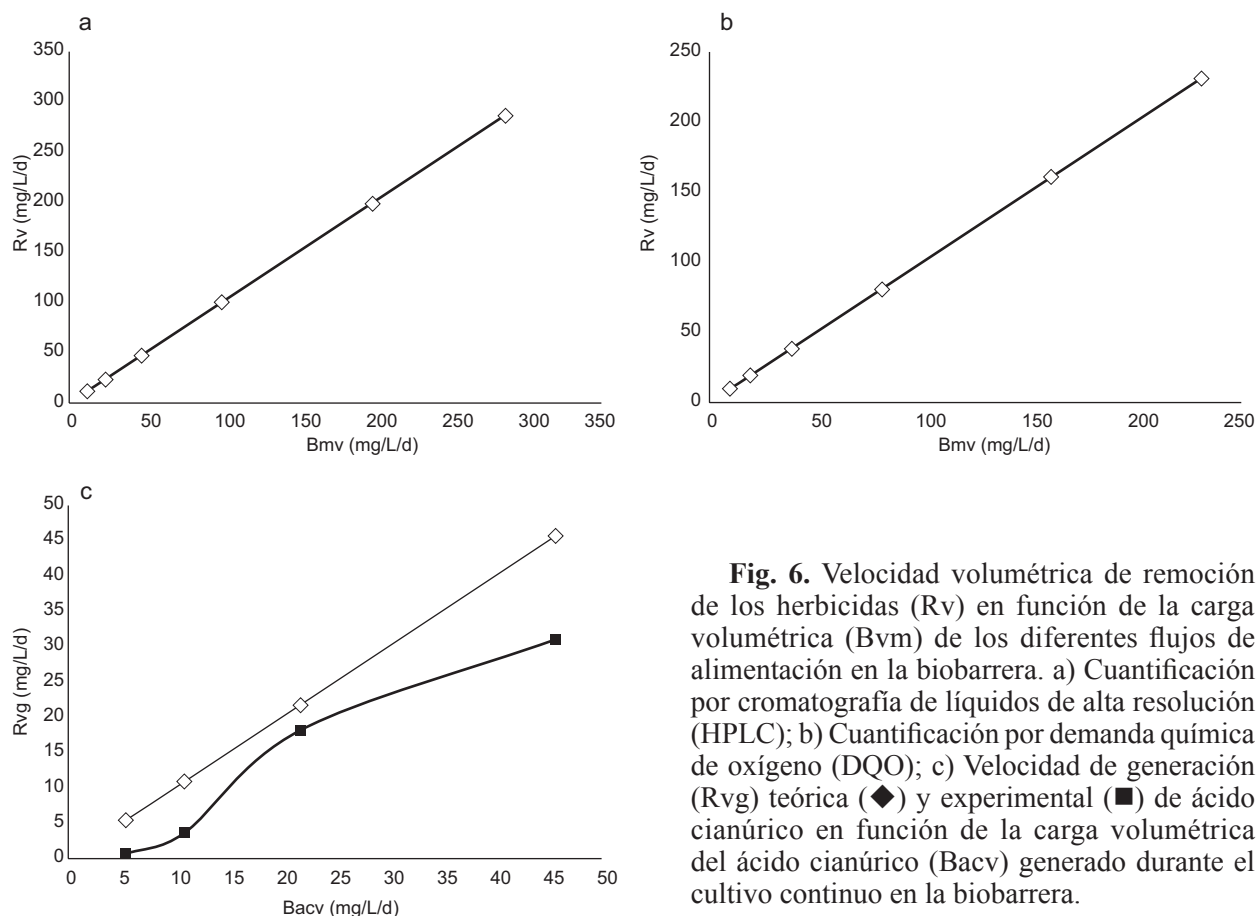 a
350
300
250
200
150
100
50
0
Rv (mg/L/d)
0 50 100 150 200 250 300 350
Bmv (mg/L/d)
b
250
200
150
100
50
0
Rv (mg/L/d)
0 50 100 150 200 250
Bmv (mg/L/d)
c
50
45
40
35
30
25
20
15
10
5
0
Rvg (mg/L/d)
0 5 10 15 20 25 30 35 40 45 50
Bacv (mg/L/d)
Fig. 6. Velocidad volumétrica de remoción
de los herbicidas (Rv) en función de la carga
volumétrica (Bvm) de los diferentes flujos de
alimentación en la biobarrera. a) Cuantificación
por cromatografía de líquidos de alta resolución
(HPLC); b) Cuantificación por demanda química
de oxígeno (DQO); c) Velocidad de generación
(Rvg) teórica (◆) y experimental (■) de ácido
cianúrico en función de la carga volumétrica
del ácido cianúrico (Bacv) generado durante el
cultivo continuo en la biobarrera.